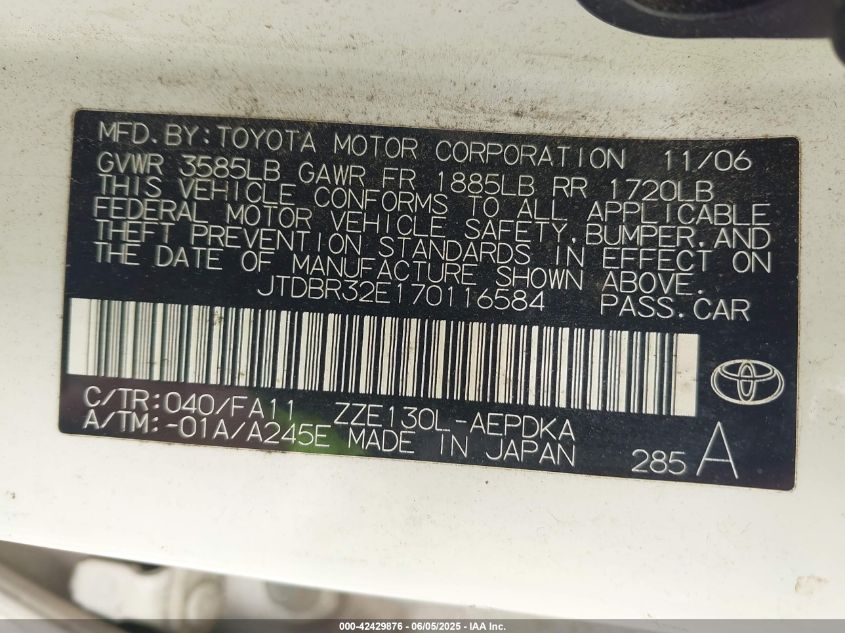 MFD.BY:TOYOTA MOTOR CORPORATION 11/06
GVWR 3585LB GAWR FR 1885LB RR 1720LB
THIS VEHICLE CONFORMS TO ALL APPLICABLE
FEDERAL MOTOR VEHICLE SAFETY,BUMPER,AND
THEFT PREVENTION STANDARDS IN EFFECT ON
THE DATE OF MANUFACTURE SHOWN ABOVE.
JTDBR32E170116584 PASS.CAR
C/TR:040/FA11 ZZE130L-AEPDKA
A/TM:-01A/A245E MADE IN JAPAN 285 A
000-42429876 - 06/05/2025 - IAA Inc.